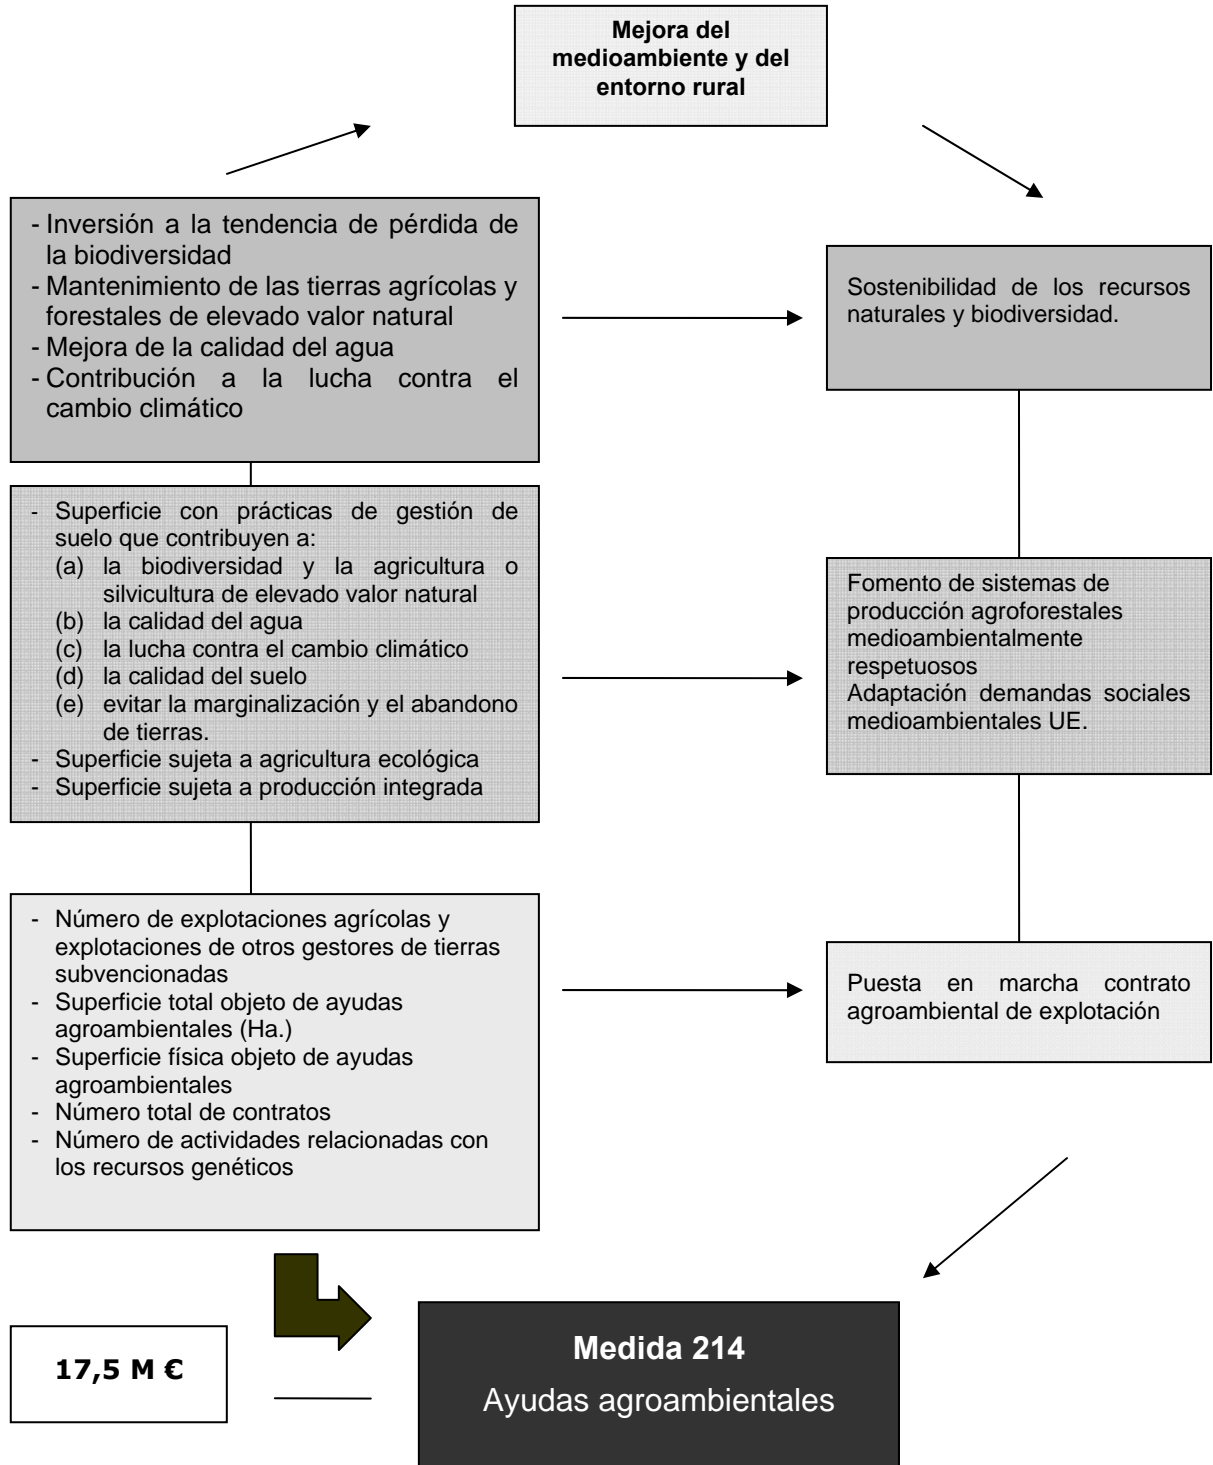 Mejora del
medioambiente y del
entorno rural
- Inversión a la tendencia de pérdida de
la biodiversidad
- Mantenimiento de las tierras agrícolas y
forestales de elevado valor natural
- Mejora de la calidad del agua
- Contribución a la lucha contra el
cambio climático
Sostenibilidad de los recursos
naturales y biodiversidad.
- Superficie con prácticas de gestión de
suelo que contribuyen a:
(a) la biodiversidad y la agricultura o
silvicultura de elevado valor natural
(b) la calidad del agua
(c) la lucha contra el cambio climático
(d) la calidad del suelo
(e) evitar la marginalización y el abandono
de tierras.
- Superficie sujeta a agricultura ecológica
- Superficie sujeta a producción integrada
Fomento de sistemas de
producción agroforestales
medioambientalmente
respetuosos
Adaptación demandas sociales
medioambientales UE.
- Número de explotaciones agrícolas y
explotaciones de otros gestores de tierras
subvencionadas
- Superficie total objeto de ayudas
agroambientales (Ha.)
- Superficie física objeto de ayudas
agroambientales
- Número total de contratos
- Número de actividades relacionadas con
los recursos genéticos
Puesta en marcha contrato
agroambiental de explotación
17,5 M €
Medida 214
Ayudas agroambientales